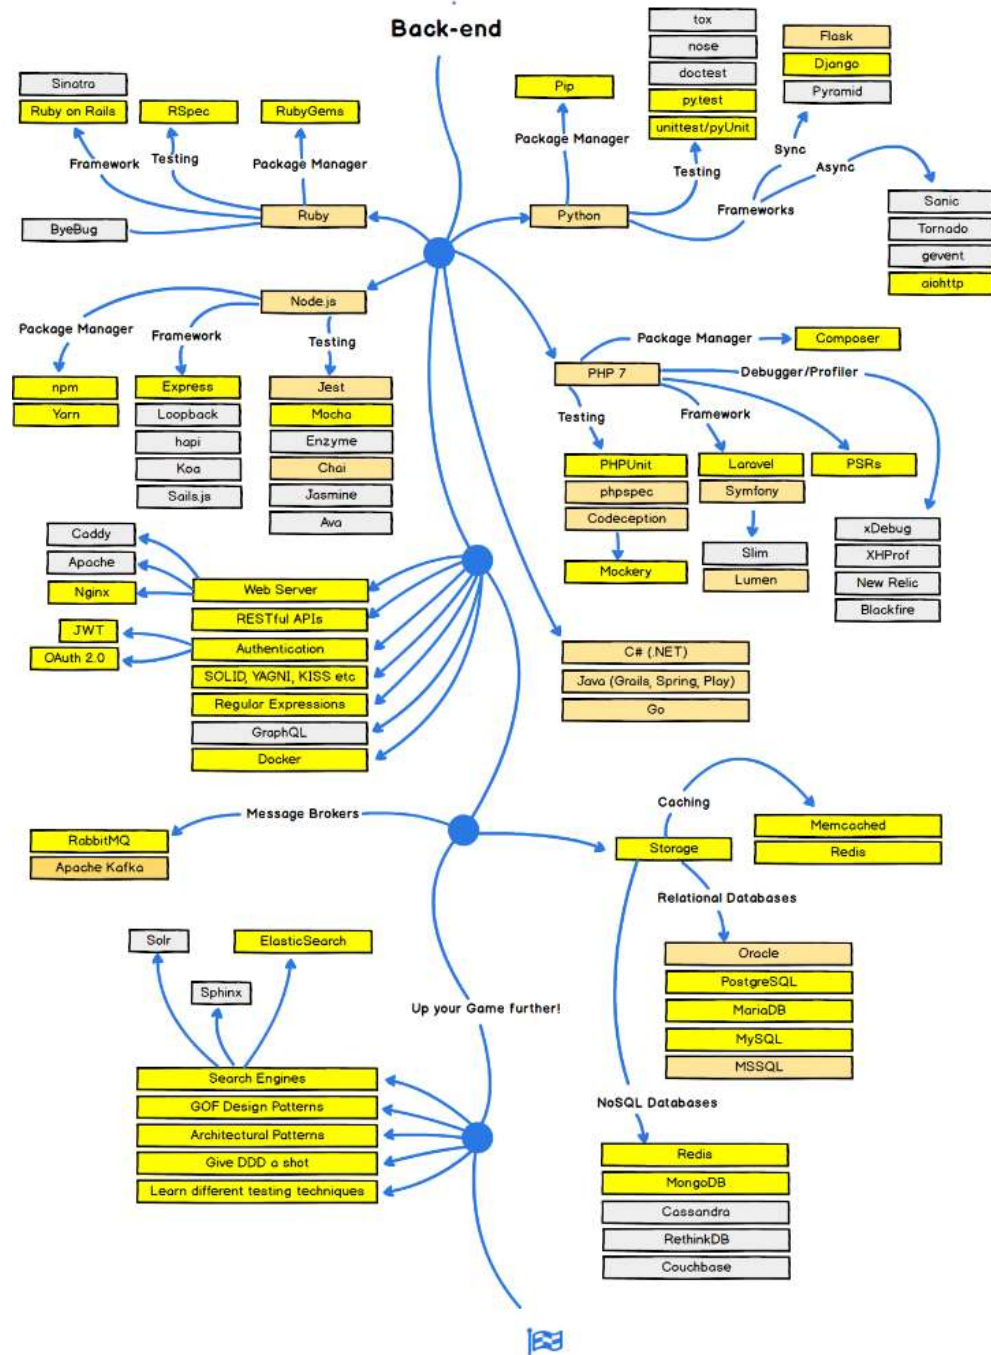 Back-end
Sinatra
Ruby on Rails
RSpec
RubyGems
Framework
Testing
Package Manager
Ruby
ByeBug
Pip
Package Manager
tox
nose
doctest
py.test
unittest/pyUnit
Testing
Flask
Django
Pyramid
Sync
Async
Frameworks
Python
Sanic
Tornado
gevent
aiohttp
Node.js
Package Manager
Framework
Testing
npm
Yarn
Express
Loopback
hapi
Koa
Sails.js
Jest
Mocha
Enzyme
Chai
Jasmine
Ava
PHP 7
Package Manager
Composer
Debugger/Profiler
Testing
Framework
PHPUnit
phpspec
Codeception
Mockery
Laravel
Symfony
Slim
Lumen
PSRs
xDebug
XHProf
New Relic
Blackfire
Caddy
Apache
Nginx
JWT
OAuth 2.0
Web Server
RESTful APIs
Authentication
SOLID, YAGNI, KISS etc
Regular Expressions
GraphQL
Docker
C# (.NET)
Java (Grails, Spring, Play)
Go
Message Brokers
RabbitMQ
Apache Kafka
Storage
Caching
Memcached
Redis
Relational Databases
Oracle
PostgreSQL
MariaDB
MySQL
MSSQL
NoSQL Databases
Redis
MongoDB
Cassandra
RethinkDB
Couchbase
Up your Game further!
Solr
Sphinx
ElasticSearch
Search Engines
GOF Design Patterns
Architectural Patterns
Give DDD a shot
Learn different testing techniques